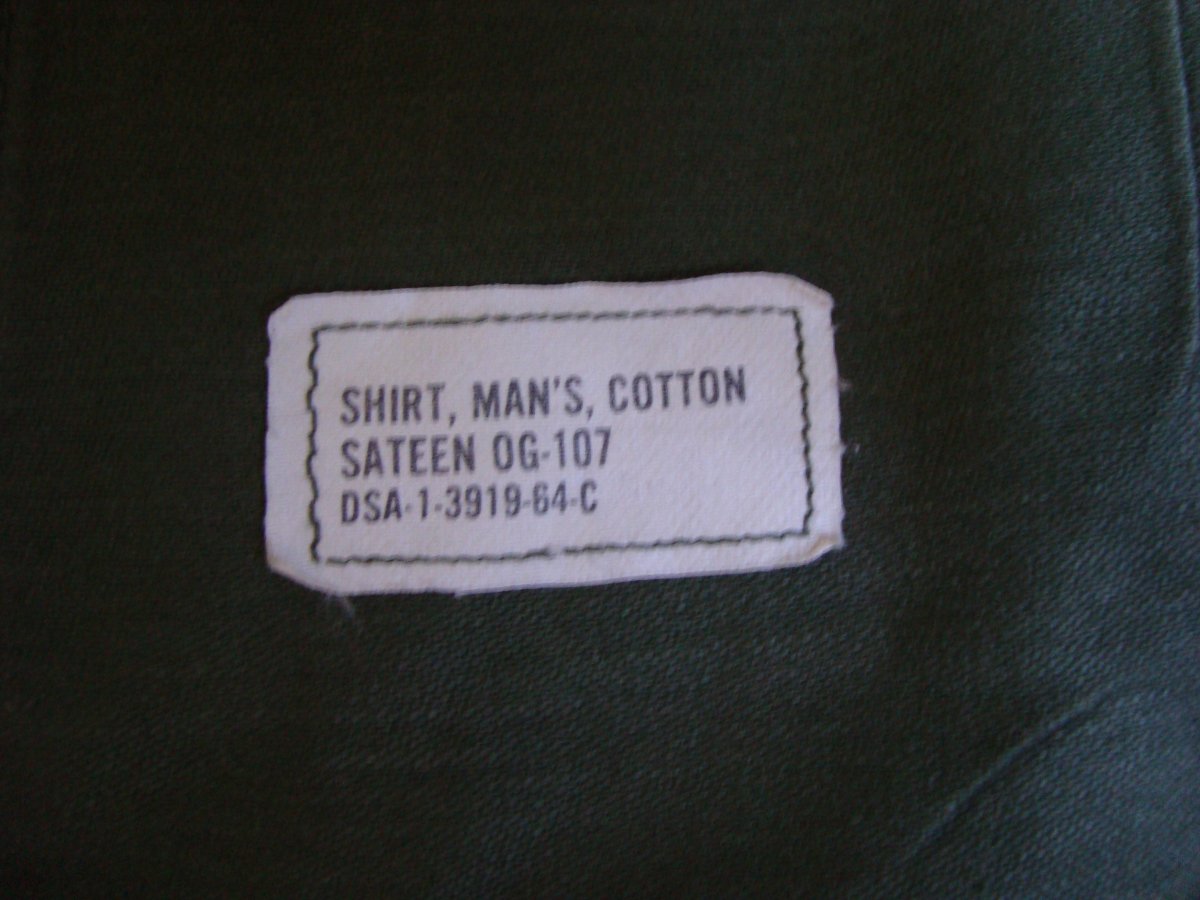 SHIRT, MAN'S, COTTON
SATEEN OG-107
DSA-1-3919-64-C